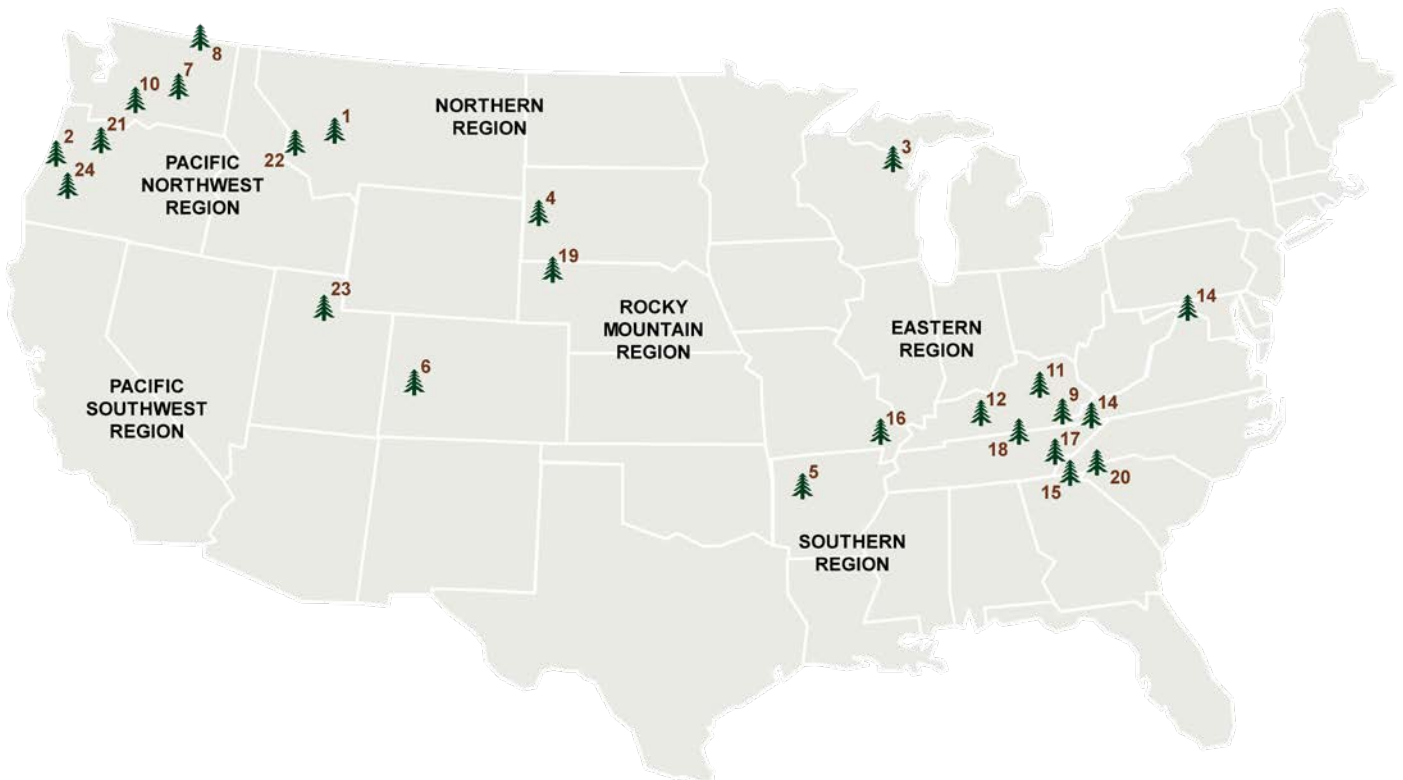 8
7
10
1
NORTHERN
REGION
21
2
22
3
PACIFIC
NORTHWEST
REGION
24
4
19
23
ROCKY
MOUNTAIN
REGION
14
EASTERN
REGION
6
PACIFIC
SOUTHWEST
REGION
11
12
9
14
16
18
17
5
15
20
SOUTHERN
REGION